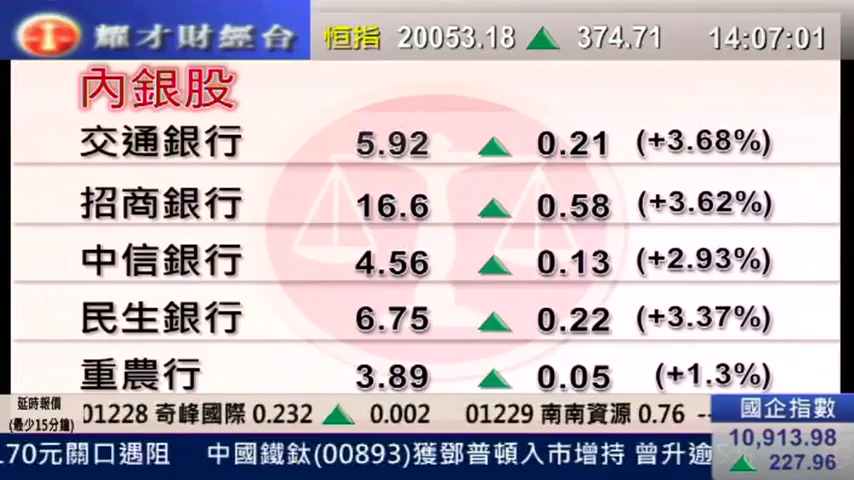 耀才財經台 恒指 20053.18 ▲ 374.71 14:07:01
內銀股
交通銀行 5.92 ▲ 0.21 (+3.68%)
招商銀行 16.6 ▲ 0.58 (+3.62%)
中信銀行 4.56 ▲ 0.13 (+2.93%)
民生銀行 6.75 ▲ 0.22 (+3.37%)
重農行 3.89 ▲ 0.05 (+1.3%)
延時報價
(最少15分鐘)
01228 奇峰國際 0.232 ▲ 0.002 01229 南南資源 0.76 --
國企指數
10,913.98
▲ 227.96
.170元關口遇阻 中國鐵鈦(00893)獲鄧普頓入市增持 曾升逾